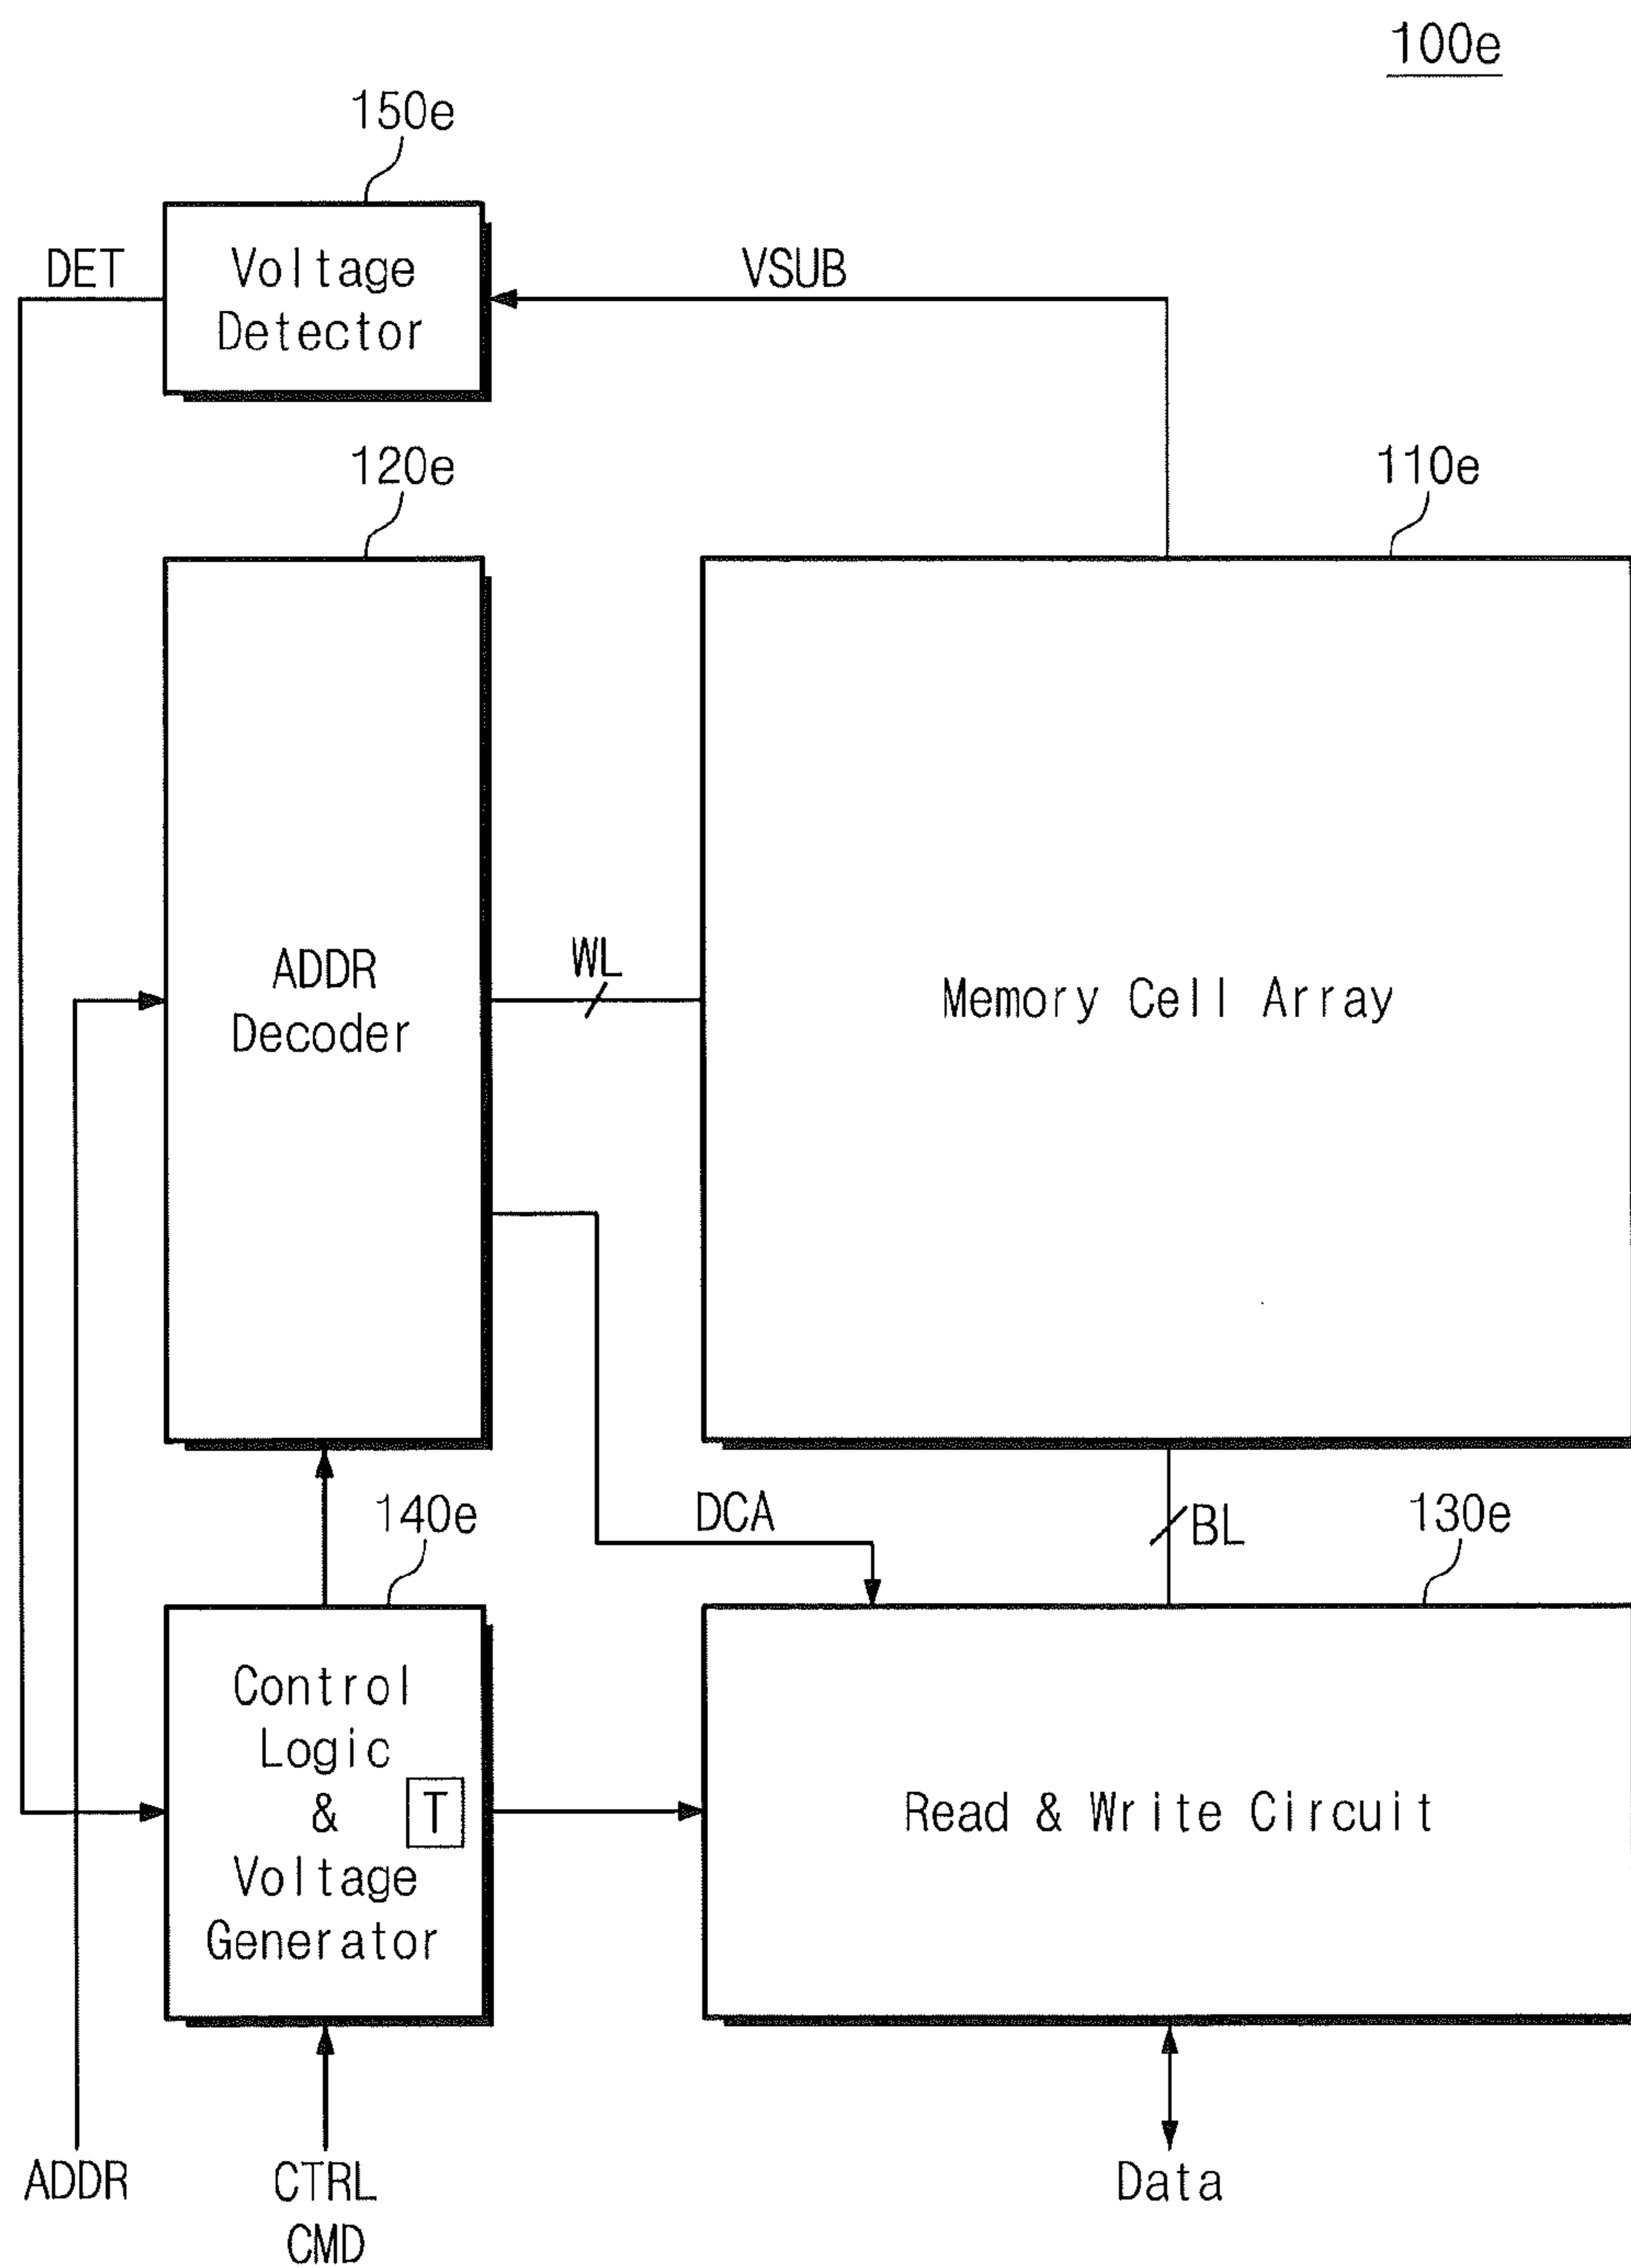 100e
150e
DET
Voltage
Detector
VSUB
120e
110e
ADDR
Decoder
WL
Memory Cell Array
140e
DCA
BL
130e
Control
Logic
&
Voltage
Generator
T
Read & Write Circuit
ADDR
CTRL
CMD
Data